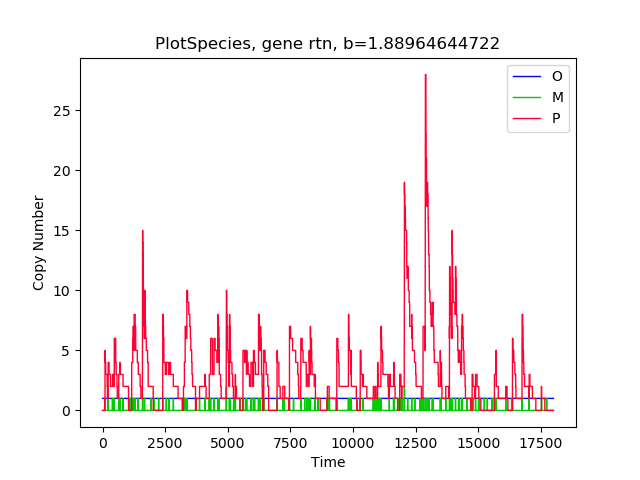 PlotSpecies, gene rtn, b=1.88964644722
O
M
P
25
20
15
10
5
0
Copy Number
0 2500 5000 7500 10000 12500 15000 17500
Time